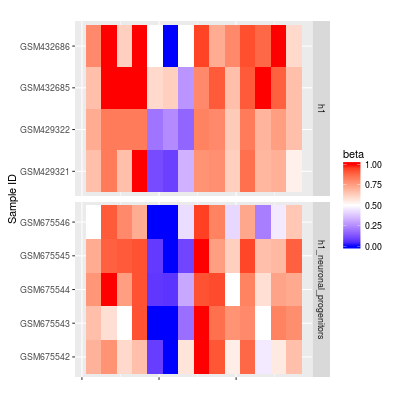 Sample ID
GSM432686
GSM432685
GSM429322
GSM429321
h1
GSM675546
GSM675545
GSM675544
GSM675543
GSM675542
h1_neuronal_progenitors
beta
1.00
0.75
0.50
0.25
0.00